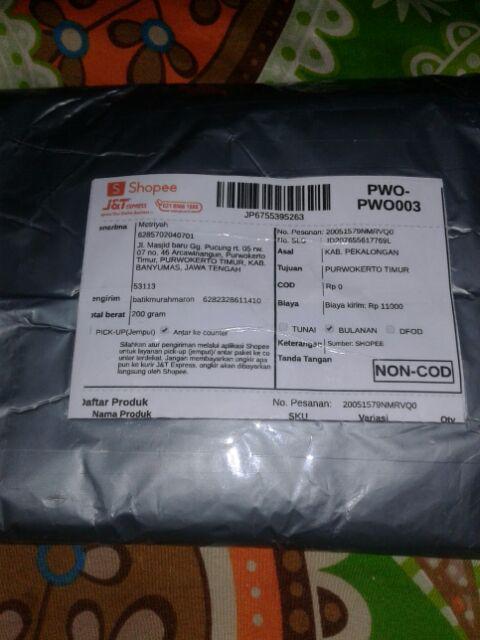 Shopee
J&T EXPRESS
JP6755395263
PWO-
PWO003
Metriyah
6285702040701
Jl. Masjid baru Gg. Pucung rt. 05 rw.
07 no. 46 Arcawinangun, Purwokerto
Timur, PURWOKERTO TIMUR, KAB.
BANYUMAS, JAWA TENGAH
53113
engirim batikmurahmaron 6282328611410
tal berat 200 gram
PICK-UP(Jemput) Antar ke counter
Silahkan atur pengiriman melalui aplikasi Shopee
untuk layanan pick-up (jemput)/ antar paket ke co
unter terdekat. Jangan membayarkan ongkir apa
pun ke kurir J&T Express, ongkir akan dibayarkan
langsung oleh Shopee.
No. Pesanan: 20051579NMRVQ0
No. ID207655617769L
Asal KAB. PEKALONGAN
Tujuan PURWOKERTO TIMUR
COD Rp 0
Biaya Biaya kirim: Rp 11000
TUNAI BULANAN DFOD
Keterangan Sumber: SHOPEE
Tanda Tangan
NON-COD
Daftar Produk No. Pesanan: 20051579NMRVQ0
Nama Produk SKU Variasi Qty